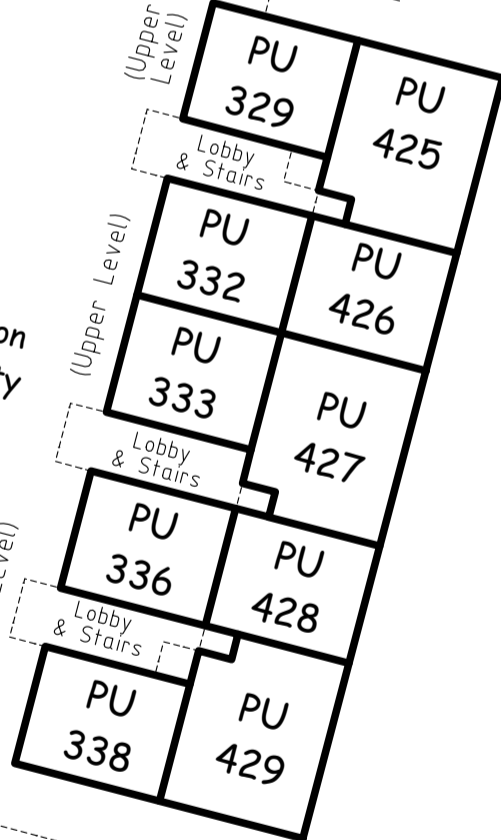 (Upper
Level)
PU
329
PU
425
Lobby
& Stairs
PU
332
PU
426
(Upper Level)
PU
333
PU
427
Lobby
& Stairs
PU
336
PU
428
Lobby
& Stairs
PU
338
PU
429